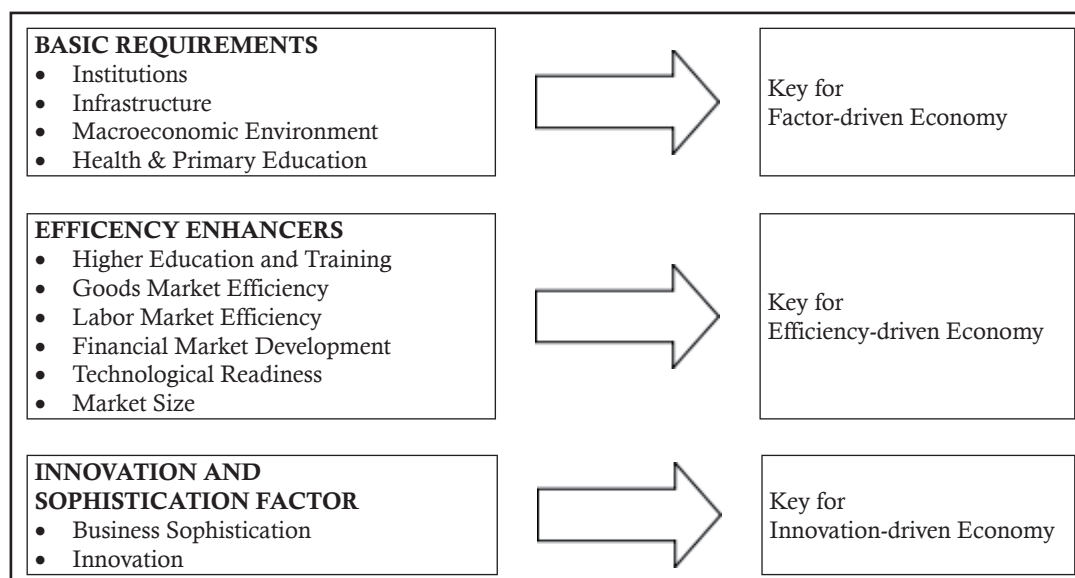 BASIC REQUIREMENTS
• Institutions
• Infrastructure
• Macroeconomic Environment
• Health & Primary Education
Key for
Factor-driven Economy
EFFICENCY ENHANCERS
• Higher Education and Training
• Goods Market Efficiency
• Labor Market Efficiency
• Financial Market Development
• Technological Readiness
• Market Size
Key for
Efficiency-driven Economy
INNOVATION AND
SOPHISTICATION FACTOR
• Business Sophistication
• Innovation
Key for
Innovation-driven Economy